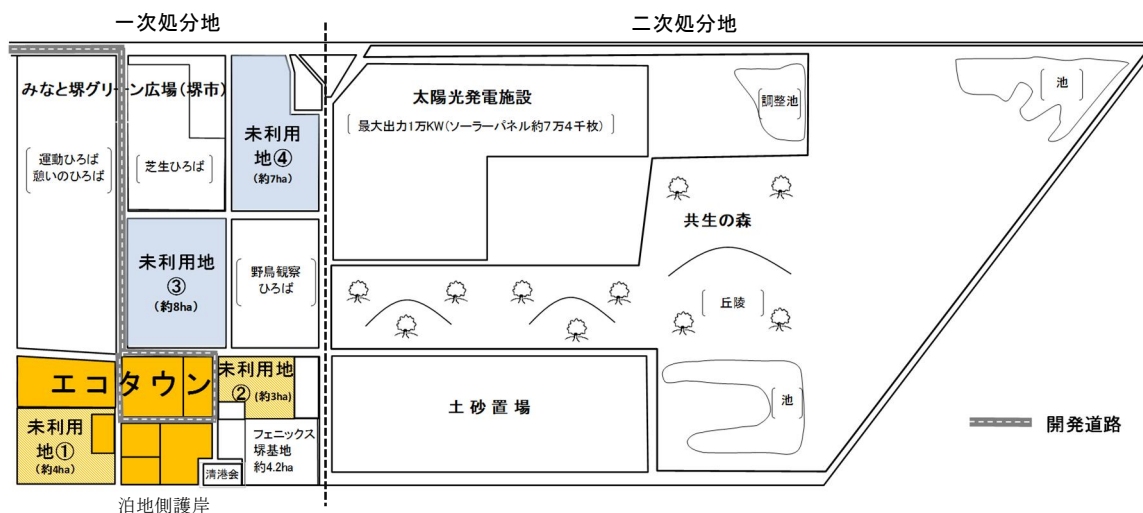 一次処分地
二次処分地
みなと堺グリーン広場(堺市)
運動ひろば
憩いのひろば
芝生ひろば
未利用
地④
(約7ha)
太陽光発電施設
最大出力1万KW(ソーラーパネル約7万4千枚)
調整池
池
未利用地
③
(約8ha)
野鳥観察
ひろば
共生の森
丘陵
エコタウン
未利用地
②(約3ha)
未利用
地①
(約4ha)
フェニックス
堺基地
約4.2ha
清港会
土砂置場
池
開発道路
泊地側護岸